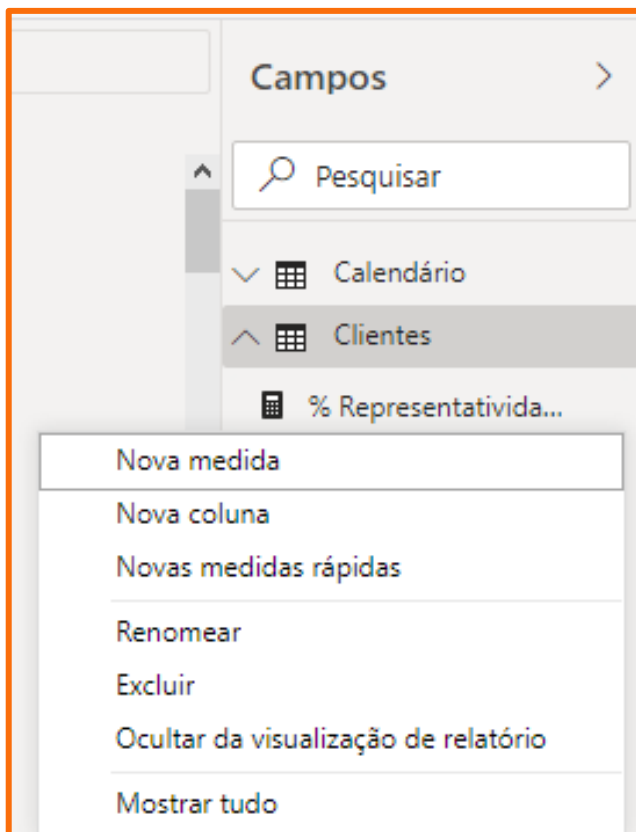 Campos
Pesquisar
Calendário
Clientes
% Representativida...
Nova medida
Nova coluna
Novas medidas rápidas
Renomear
Excluir
Ocultar da visualização de relatório
Mostrar tudo